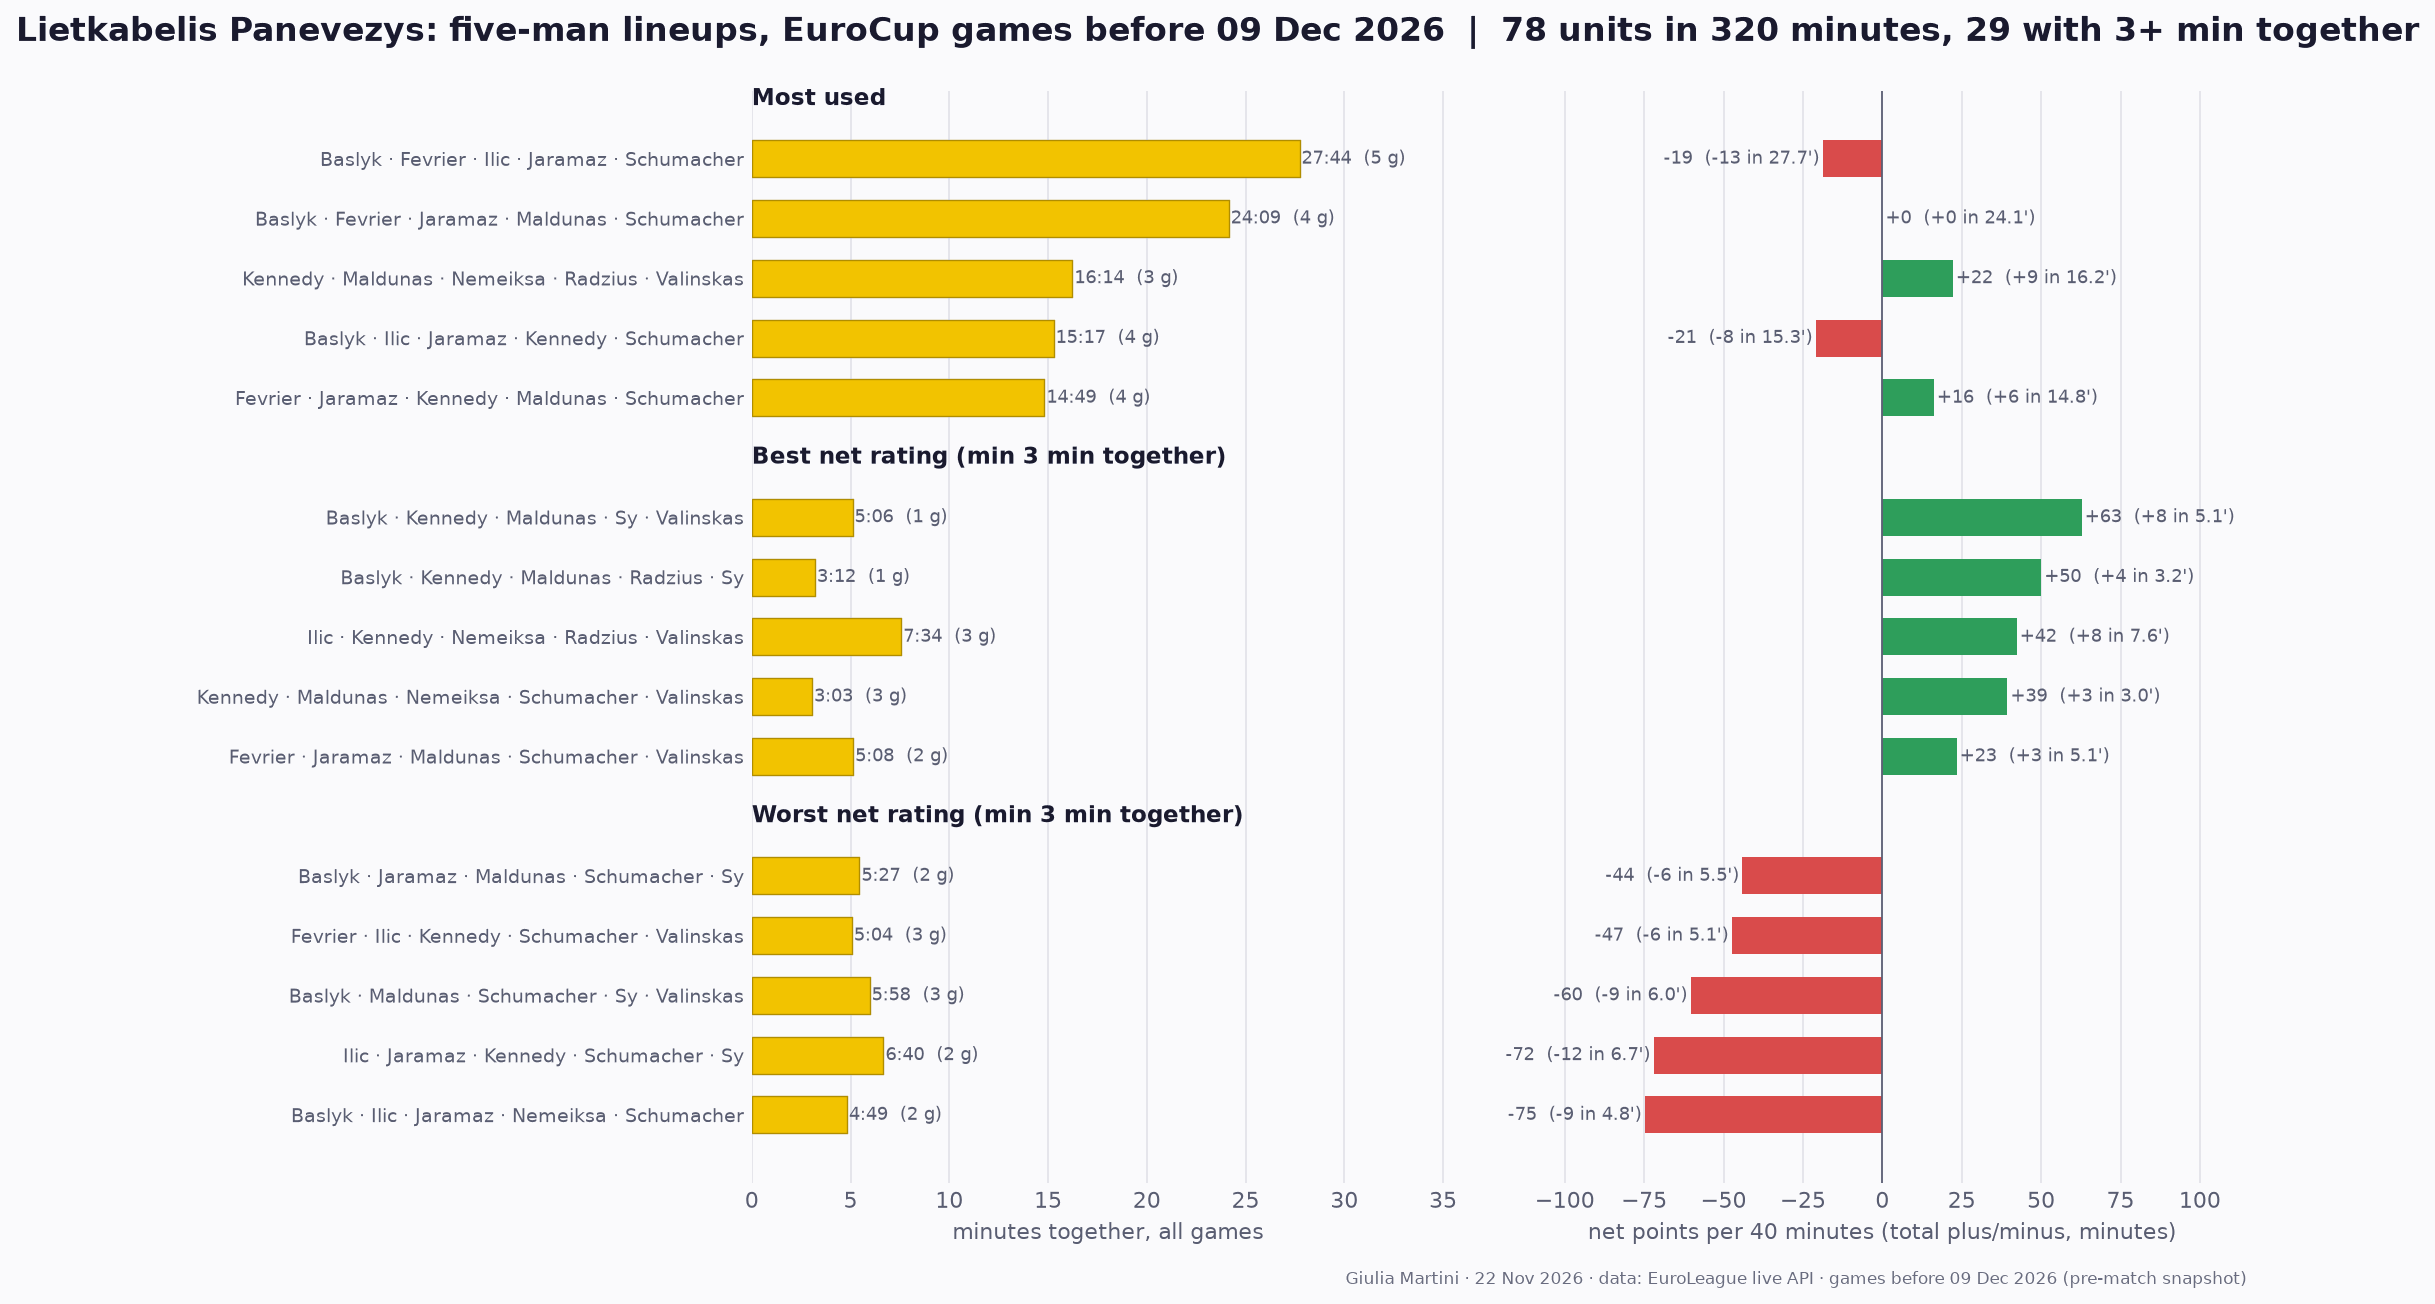 Lietkabelis Panevezys: five-man lineups, EuroCup games before 09 Dec 2026 | 78 units in 320 minutes, 29 with 3+ min together
Most used
Baslyk · Fevrier · Ilic · Jaramaz · Schumacher 27:44 (5 g) -19 (-13 in 27.7')
Baslyk · Fevrier · Jaramaz · Maldunas · Schumacher 24:09 (4 g) +0 (+0 in 24.1')
Kennedy · Maldunas · Nemeiksa · Radzius · Valinskas 16:14 (3 g) +22 (+9 in 16.2')
Baslyk · Ilic · Jaramaz · Kennedy · Schumacher 15:17 (4 g) -21 (-8 in 15.3')
Fevrier · Jaramaz · Kennedy · Maldunas · Schumacher 14:49 (4 g) +16 (+6 in 14.8')
Best net rating (min 3 min together)
Baslyk · Kennedy · Maldunas · Sy · Valinskas 5:06 (1 g) +63 (+8 in 5.1')
Baslyk · Kennedy · Maldunas · Radzius · Sy 3:12 (1 g) +50 (+4 in 3.2')
Ilic · Kennedy · Nemeiksa · Radzius · Valinskas 7:34 (3 g) +42 (+8 in 7.6')
Kennedy · Maldunas · Nemeiksa · Schumacher · Valinskas 3:03 (3 g) +39 (+3 in 3.0')
Fevrier · Jaramaz · Maldunas · Schumacher · Valinskas 5:08 (2 g) +23 (+3 in 5.1')
Worst net rating (min 3 min together)
Baslyk · Jaramaz · Maldunas · Schumacher · Sy 5:27 (2 g) -44 (-6 in 5.5')
Fevrier · Ilic · Kennedy · Schumacher · Valinskas 5:04 (3 g) -47 (-6 in 5.1')
Baslyk · Maldunas · Schumacher · Sy · Valinskas 5:58 (3 g) -60 (-9 in 6.0')
Ilic · Jaramaz · Kennedy · Schumacher · Sy 6:40 (2 g) -72 (-12 in 6.7')
Baslyk · Ilic · Jaramaz · Nemeiksa · Schumacher 4:49 (2 g) -75 (-9 in 4.8')
0 5 10 15 20 25 30 35 −100 −75 −50 −25 0 25 50 75 100
minutes together, all games net points per 40 minutes (total plus/minus, minutes)
Giulia Martini · 22 Nov 2026 · data: EuroLeague live API · games before 09 Dec 2026 (pre-match snapshot)